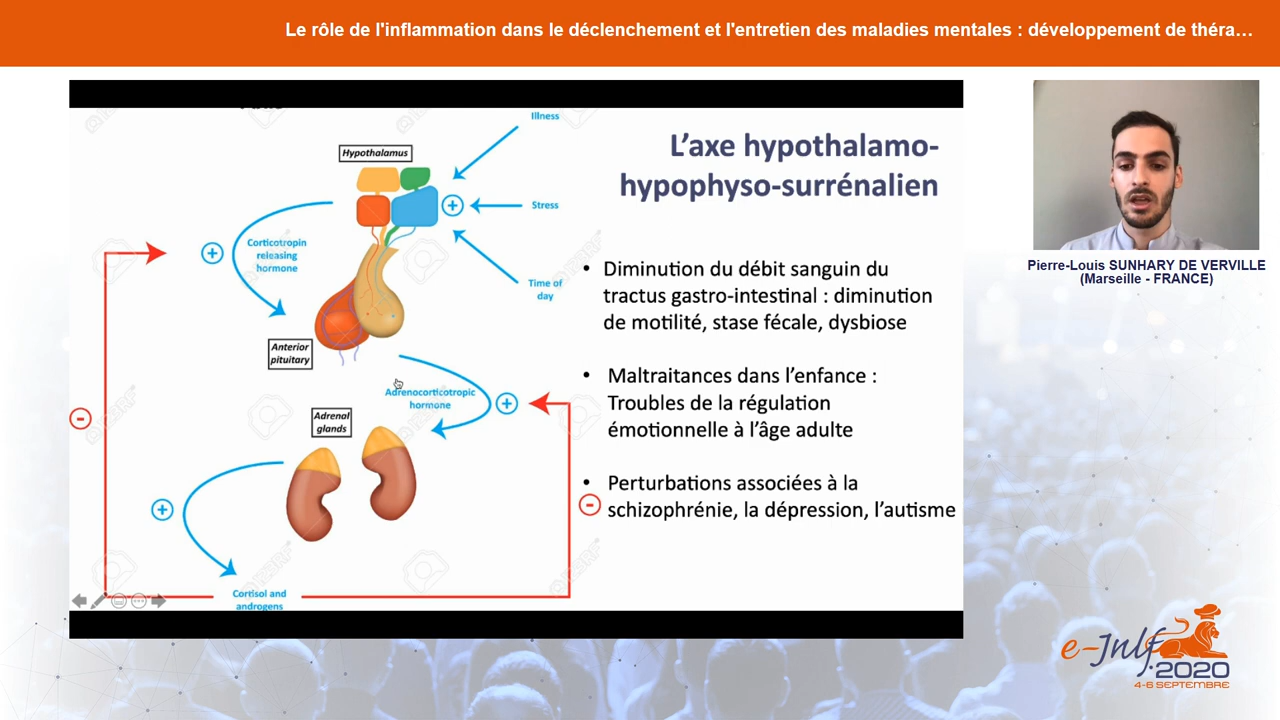 Le rôle de l'inflammation dans le déclenchement et l'entretien des maladies mentales : développement de théra…
Illness
Hypothalamus
L'axe hypothalamo-
hypophyso-surrénalien
Stress
Corticotropin
releasing
hormone
Time of
day
Anterior
pituitary
Adrenocorticotropic
hormone
Adrenal
glands
Cortisol and
androgens
• Diminution du débit sanguin du
tractus gastro-intestinal : diminution
de motilité, stase fécale, dysbiose
• Maltraitances dans l'enfance :
Troubles de la régulation
émotionnelle à l'âge adulte
• Perturbations associées à la
schizophrénie, la dépression, l'autisme
Pierre-Louis SUNHARY DE VERVILLE
(Marseille - FRANCE)
e-Jnlf
2020
4-6 SEPTEMBRE